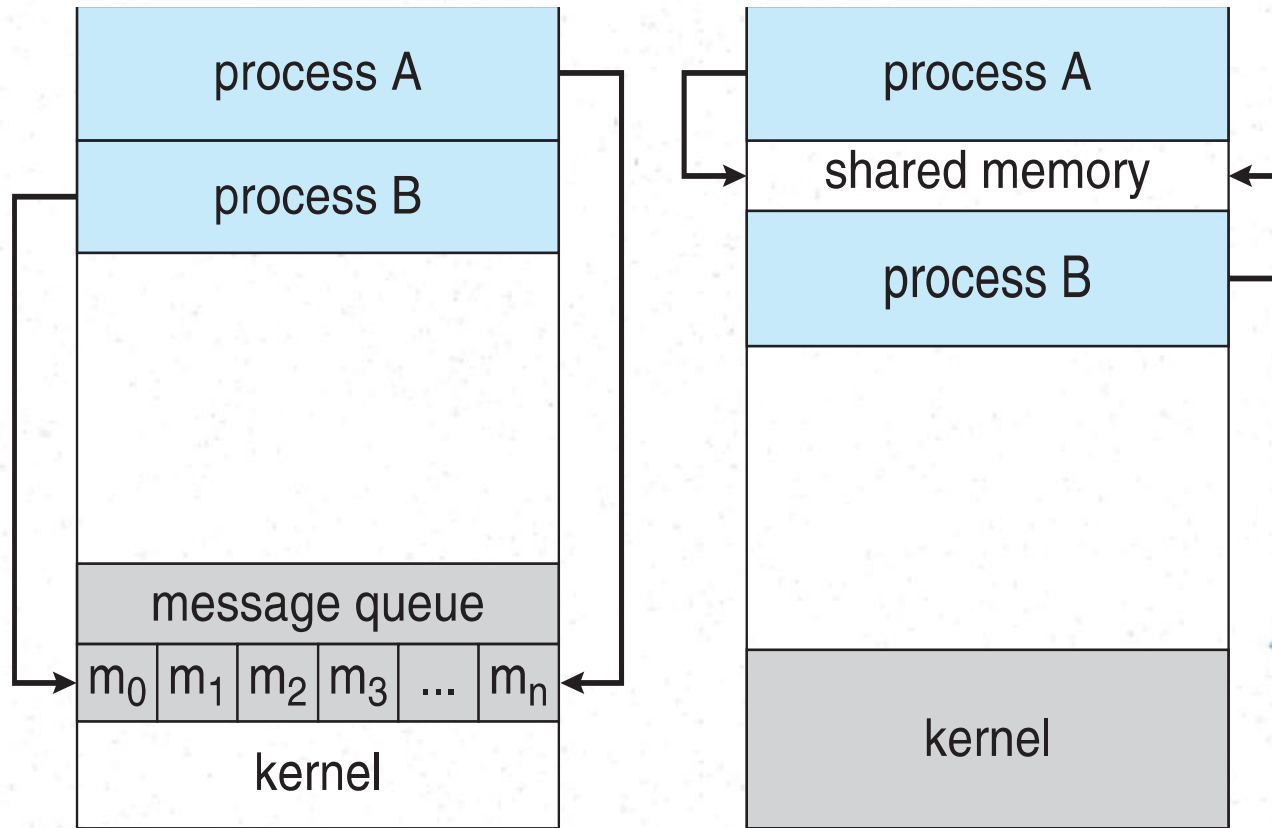 process A
process B
message queue
m0 m1 m2 m3 ... mn
kernel
process A
shared memory
process B
kernel